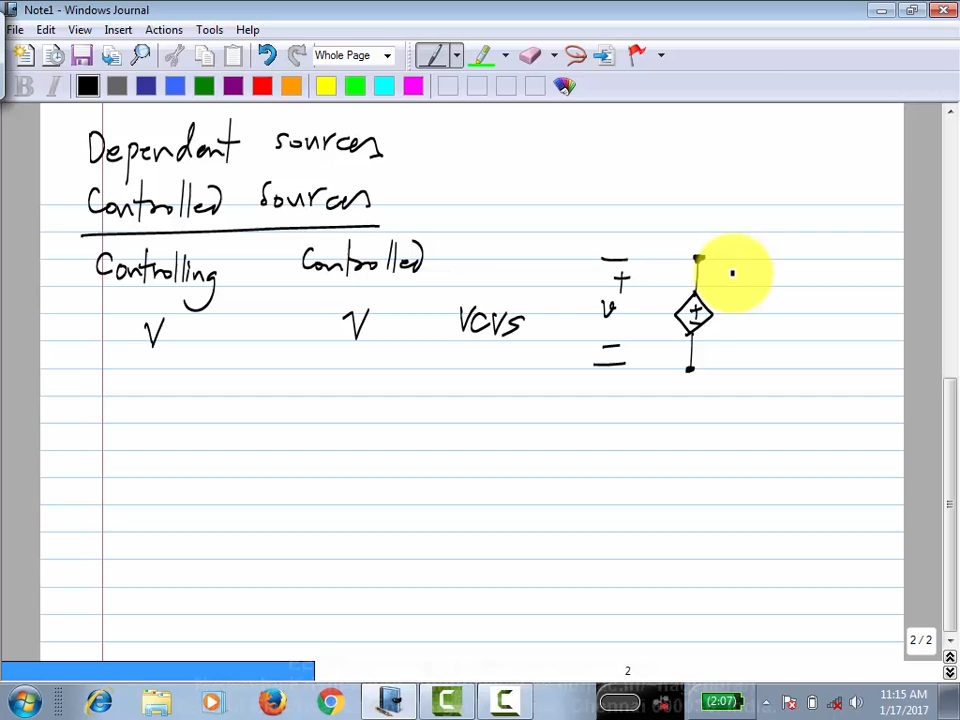 Note1 - Windows Journal
File Edit View Insert Actions Tools Help
Whole Page
B I
Dependent sources
Controlled sources
Controlling Controlled
V V VCVS
+
v
+
2 / 2
2
(2:07)
11:15 AM
1/17/2017